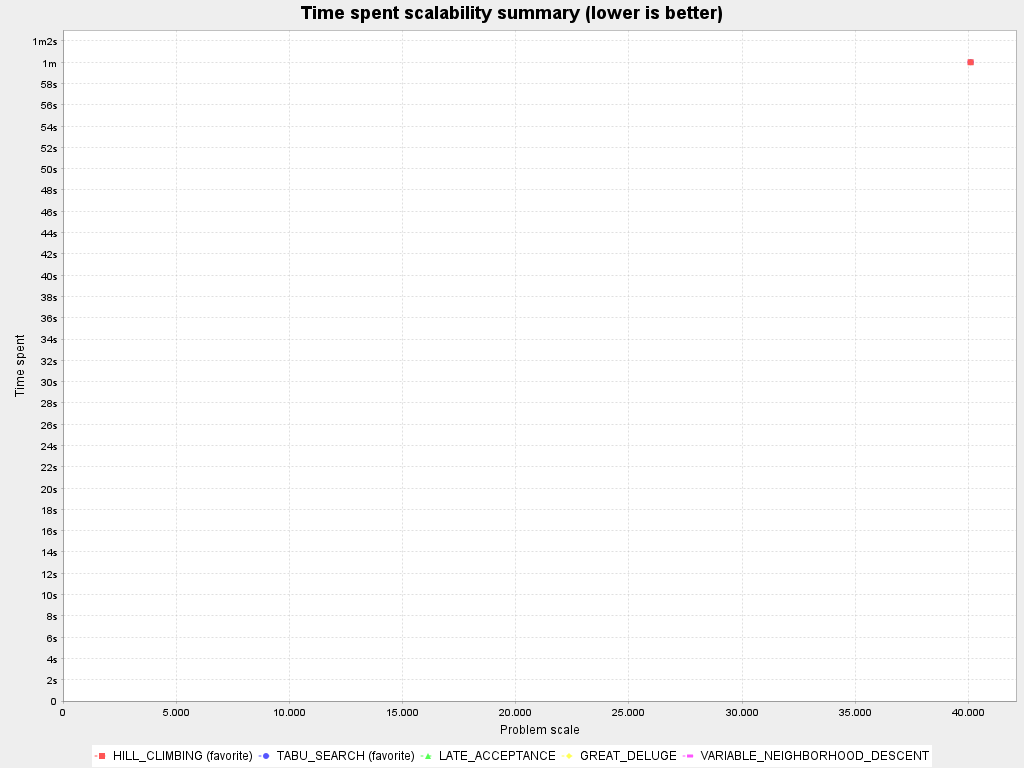 Time spent scalability summary (lower is better)
1m2s
1m
58s
56s
54s
52s
50s
48s
46s
44s
42s
40s
38s
36s
34s
32s
30s
28s
26s
24s
22s
20s
18s
16s
14s
12s
10s
8s
6s
4s
2s
0
Time spent
0 5.000 10.000 15.000 20.000 25.000 30.000 35.000 40.000
Problem scale
HILL_CLIMBING (favorite) TABU_SEARCH (favorite) LATE_ACCEPTANCE GREAT_DELUGE VARIABLE_NEIGHBORHOOD_DESCENT